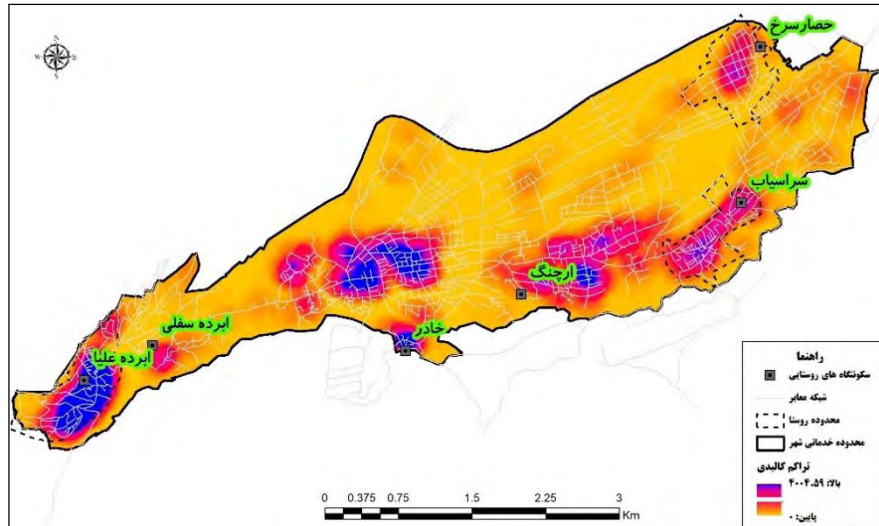 حصارسرخ
N
W
E
S
سراسیاب
ارچنگ
ابرده سفلی
خادر
ابرده علیا
راهنما
سکونتگاه های روستایی
شبکه معابر
محدوده روستا
محدوده خدماتی شهر
تراکم کالبدی
بالا: ۴۰۰۴.۵۹
پایین: ۰
0 0.375 0.75 1.5 2.25 3
Km